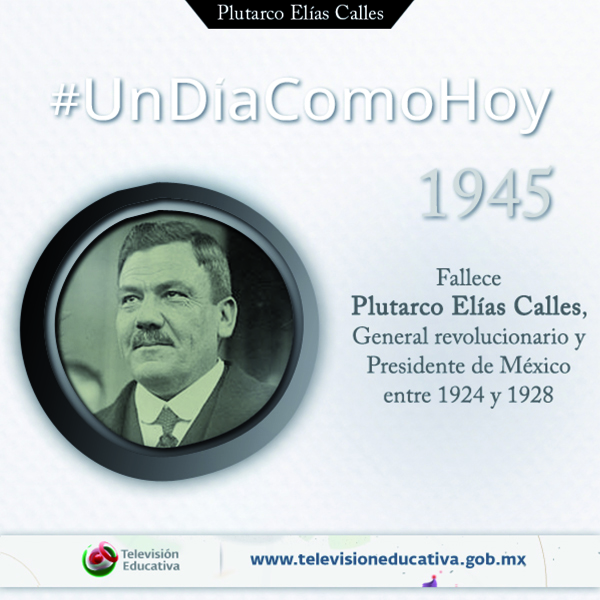 Plutarco Elías Calles
#UnDiaComoHoy
1945
Fallece
Plutarco Elías Calles,
General revolucionario y
Presidente de México
entre 1924 y 1928
Televisión
Educativa
www.televisioneducativa.gob.mx